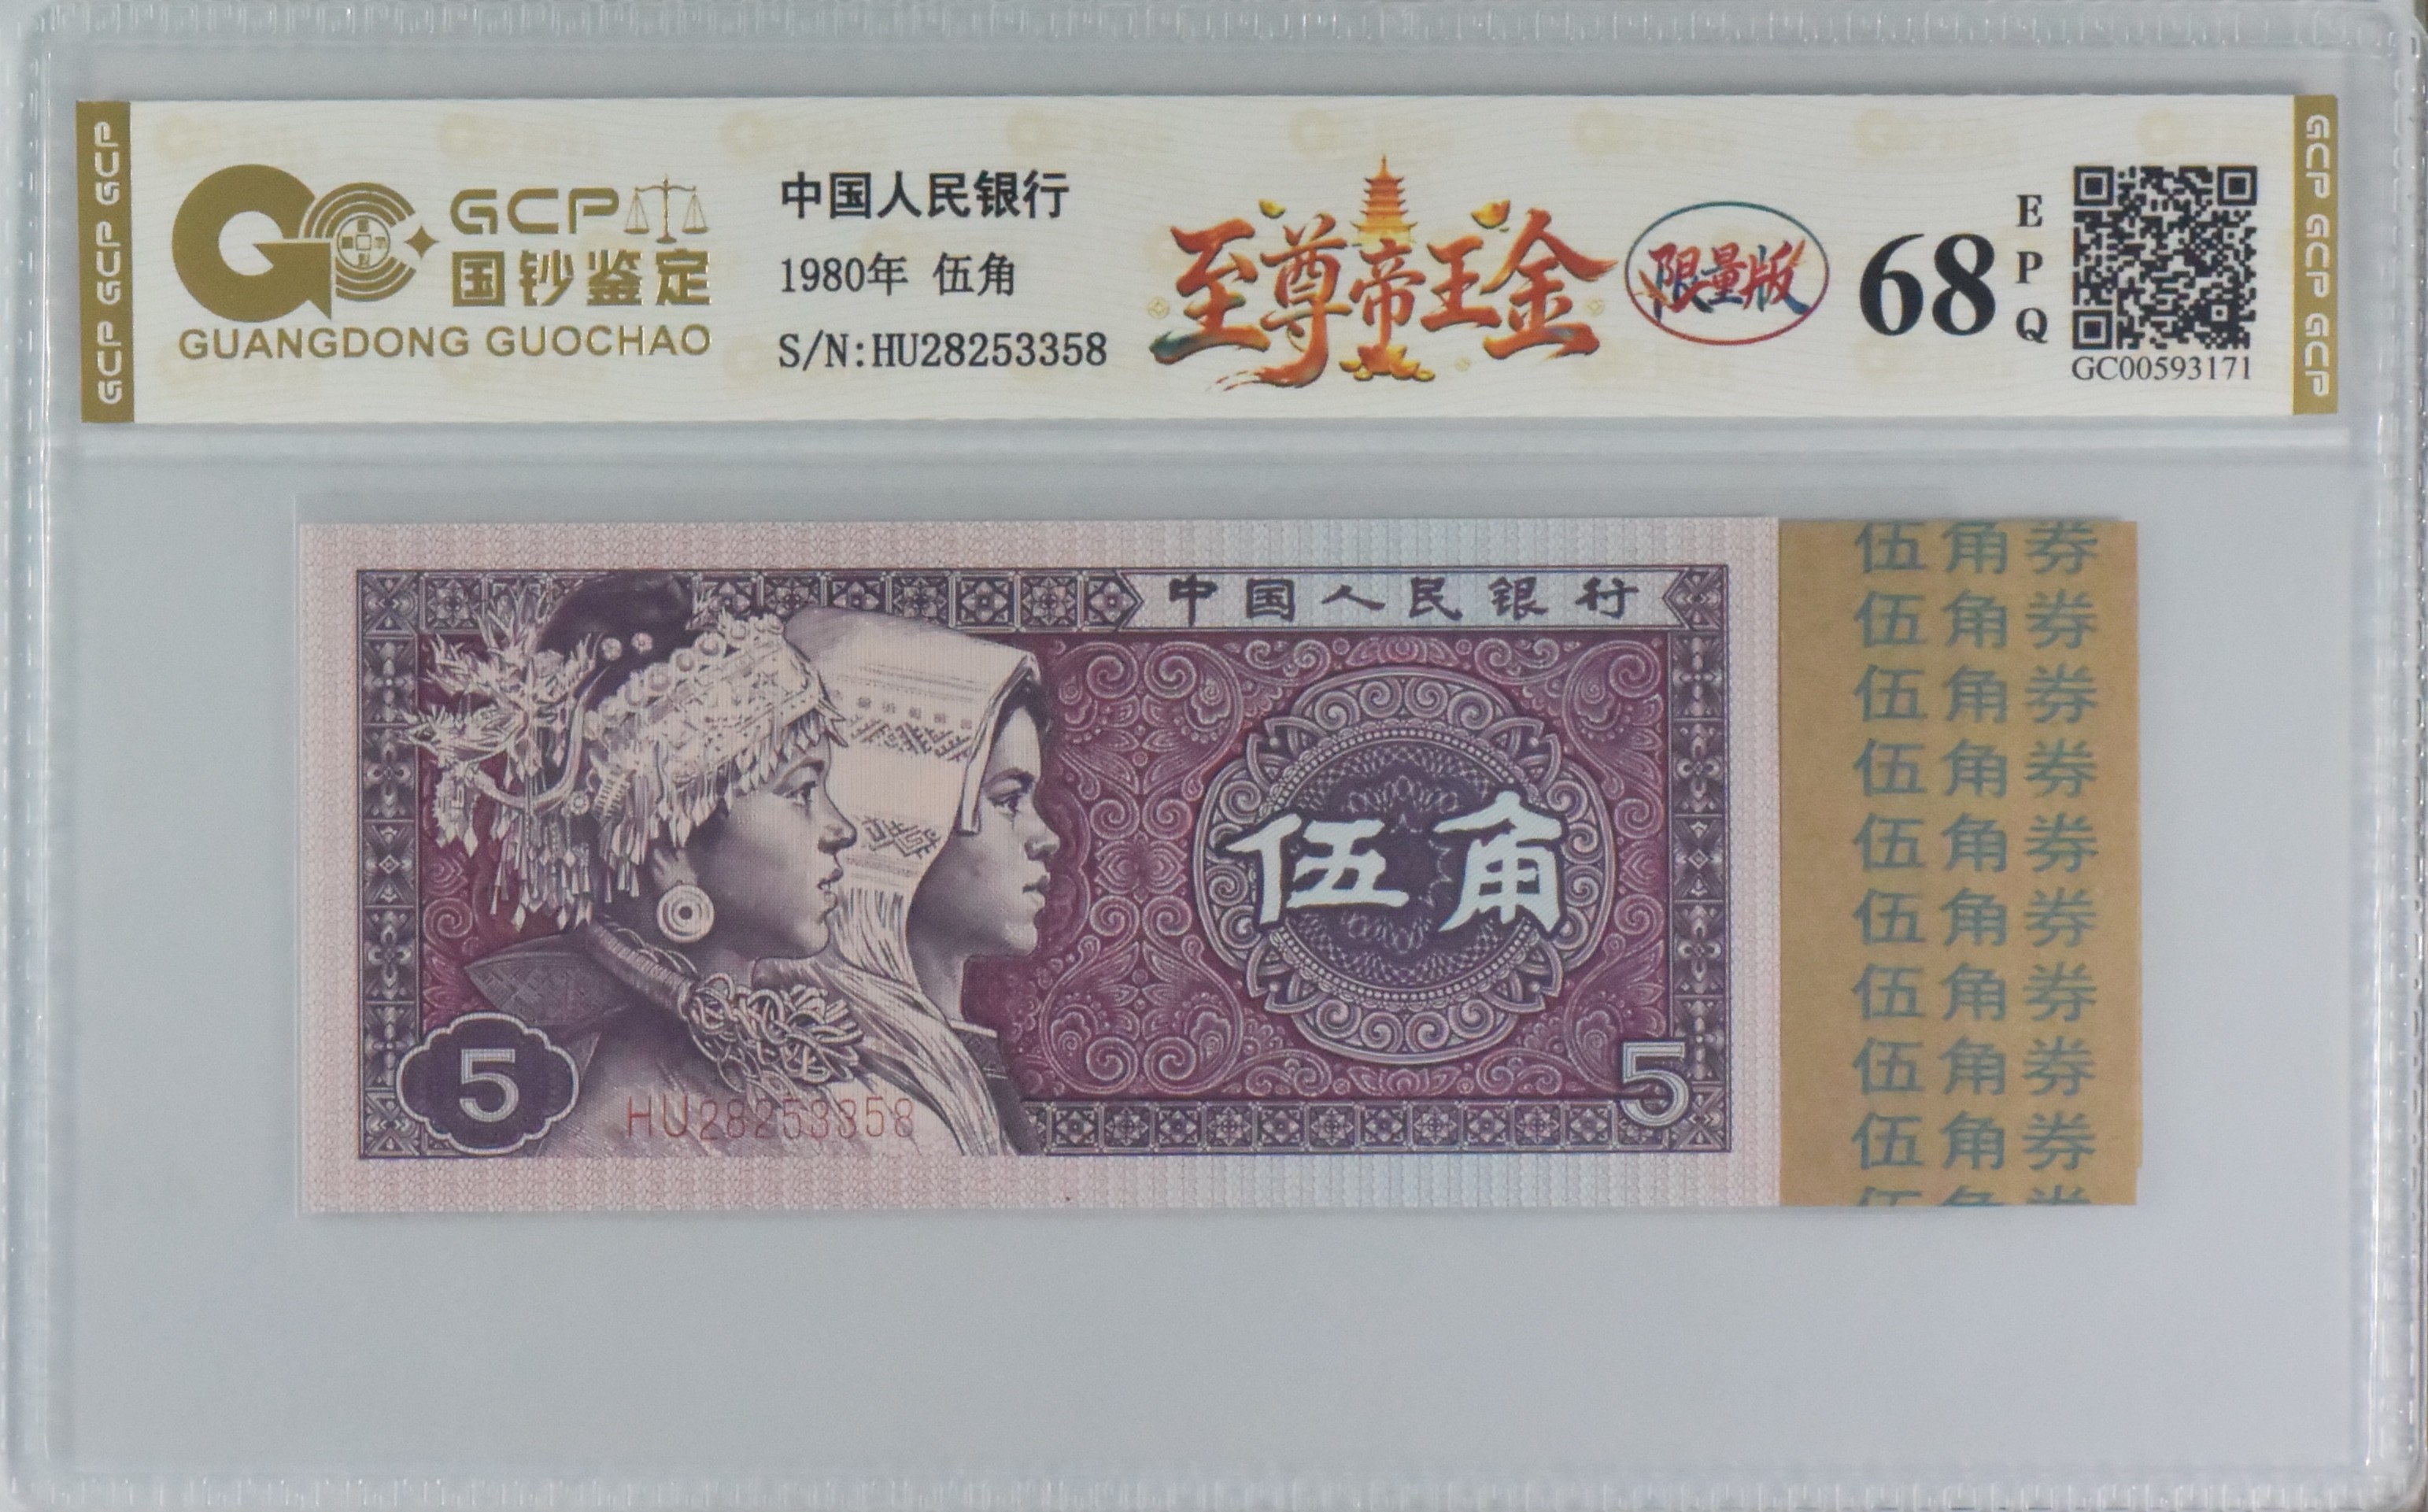 GCP GCP GCP
GCP
国钞鉴定
GUANGDONG GUOCHAO
中国人民银行
1980年 伍角
S/N:HU28253358
至尊帝王金
限量版
68
EPQ
GC00593171
GCP GCP GCP
中国人民银行
伍角
5
5
HU28253358
伍角券
伍角券
伍角券
伍角券
伍角券
伍角券
伍角券
伍角券
伍角券